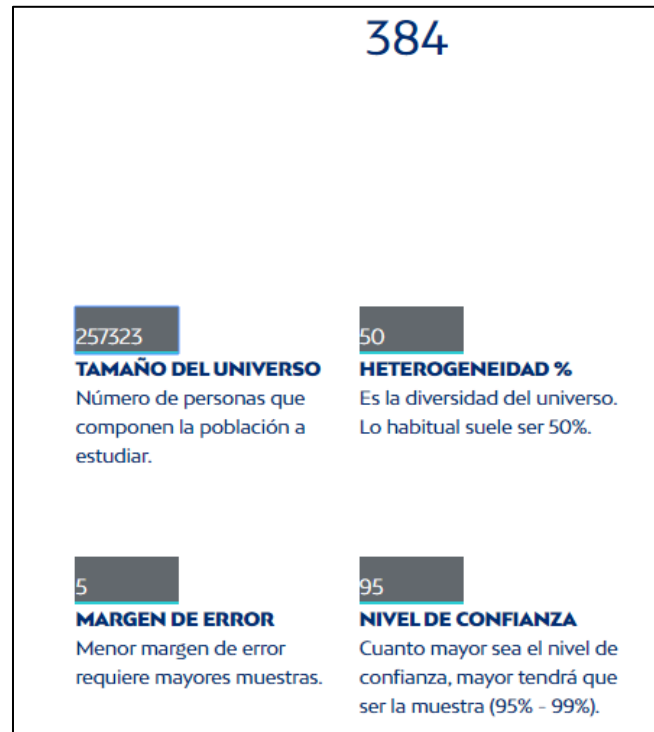 384
257323
TAMAÑO DEL UNIVERSO
Número de personas que
componen la población a
estudiar.
50
HETEROGENEIDAD %
Es la diversidad del universo.
Lo habitual suele ser 50%.
5
MARGEN DE ERROR
Menor margen de error
requiere mayores muestras.
95
NIVEL DE CONFIANZA
Cuanto mayor sea el nivel de
confianza, mayor tendrá que
ser la muestra (95% - 99%).